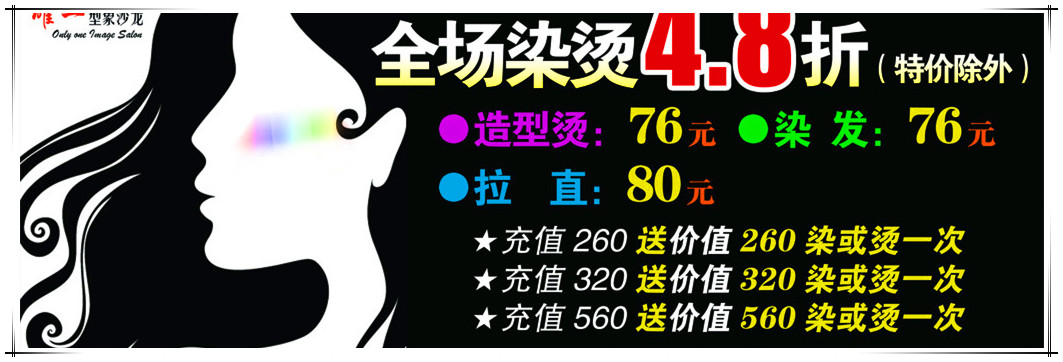 唯一型象沙龙
Only one Image Salon
全场染烫4.8折（特价除外）
●造型烫：76元 ●染 发：76元
●拉 直：80元
★充值 260 送价值 260 染或烫一次
★充值 320 送价值 320 染或烫一次
★充值 560 送价值 560 染或烫一次